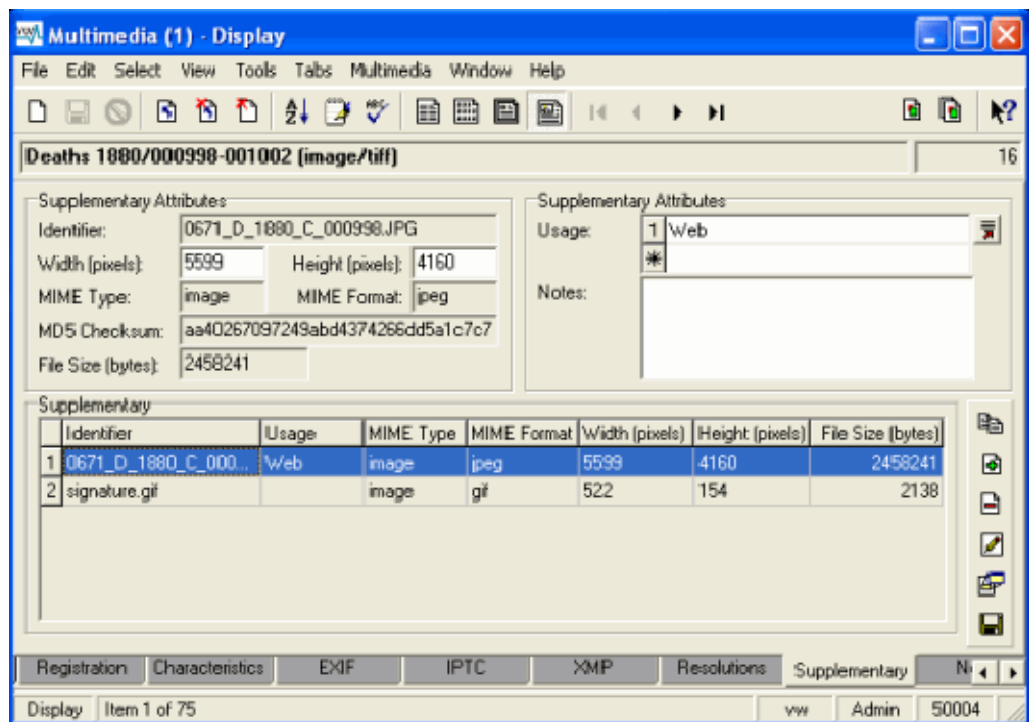 Multimedia (1) - Display
File Edit Select View Tools Tabs Multimedia Window Help
Deaths 1880/000998-001002 (image/tiff) 16
Supplementary Attributes
Identifier: 0671_D_1880_C_000998.JPG
Width (pixels): 5599 Height (pixels): 4160
MIME Type: image MIME Format: jpeg
MD5 Checksum: aa40267097249abd4374266dd5a1c7c7
File Size (bytes): 2458241
Supplementary Attributes
Usage: 1 Web
Notes:
Supplementary
Identifier Usage MIME Type MIME Format Width (pixels) Height (pixels) File Size (bytes)
1 0671_D_1880_C_000... Web image jpeg 5599 4160 2458241
2 signature.gif image gif 522 154 2138
Registration Characteristics EXIF IPTC XMP Resolutions Supplementary N
Display Item 1 of 75 vw Admin 50004